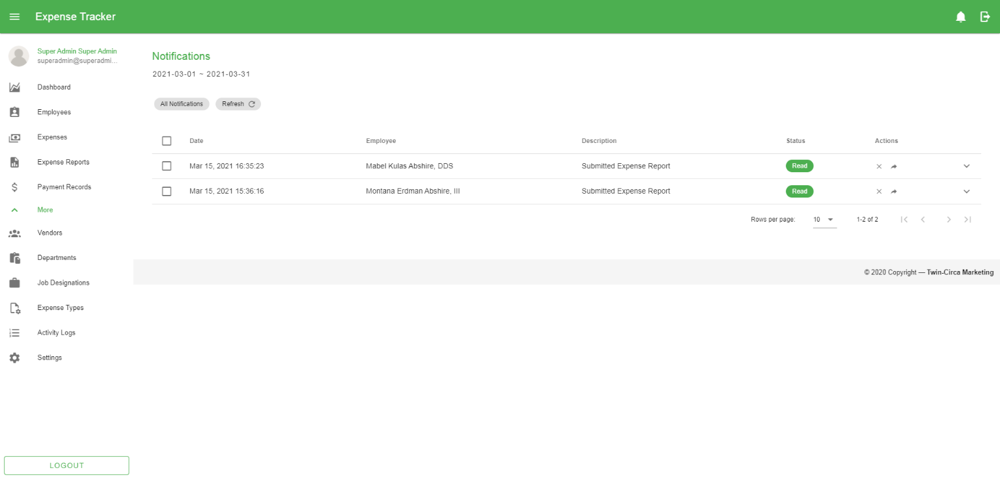 Expense Tracker
Super Admin Super Admin
superadmin@superadmi...
Dashboard
Employees
Expenses
Expense Reports
Payment Records
More
Vendors
Departments
Job Designations
Expense Types
Activity Logs
Settings
LOGOUT
Notifications
2021-03-01 ~ 2021-03-31
All Notifications Refresh
Date Employee Description Status Actions
Mar 15, 2021 16:35:23 Mabel Kulas Abshire, DDS Submitted Expense Report Read
Mar 15, 2021 15:36:16 Montana Erdman Abshire, III Submitted Expense Report Read
Rows per page: 10 1-2 of 2
© 2020 Copyright — Twin-Circa Marketing